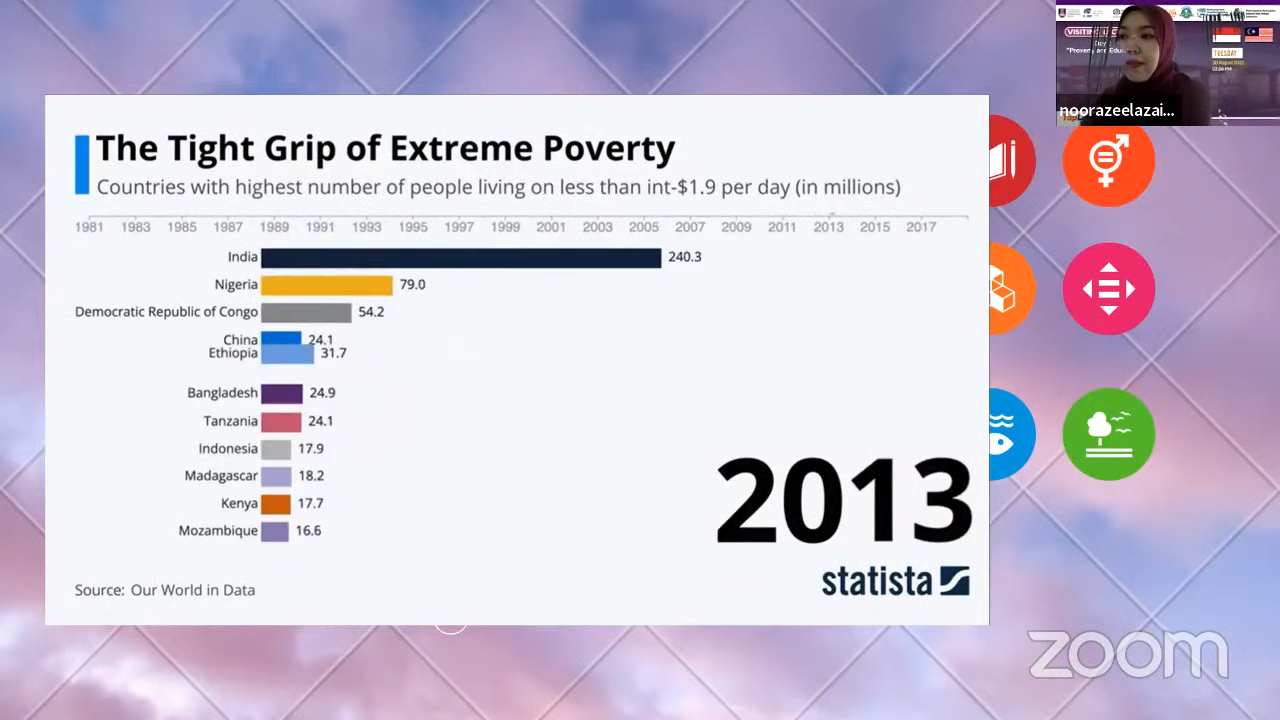 The Tight Grip of Extreme Poverty
Countries with highest number of people living on less than int-$1.9 per day (in millions)
1981 1983 1985 1987 1989 1991 1993 1995 1997 1999 2001 2003 2005 2007 2009 2011 2013 2015 2017
India 240.3
Nigeria 79.0
Democratic Republic of Congo 54.2
China 24.1
Ethiopia 31.7
Bangladesh 24.9
Tanzania 24.1
Indonesia 17.9
Madagascar 18.2
Kenya 17.7
Mozambique 16.6
2013
statista
Source: Our World in Data
VISITING
TUESDAY
noorazeelazai...
zoom